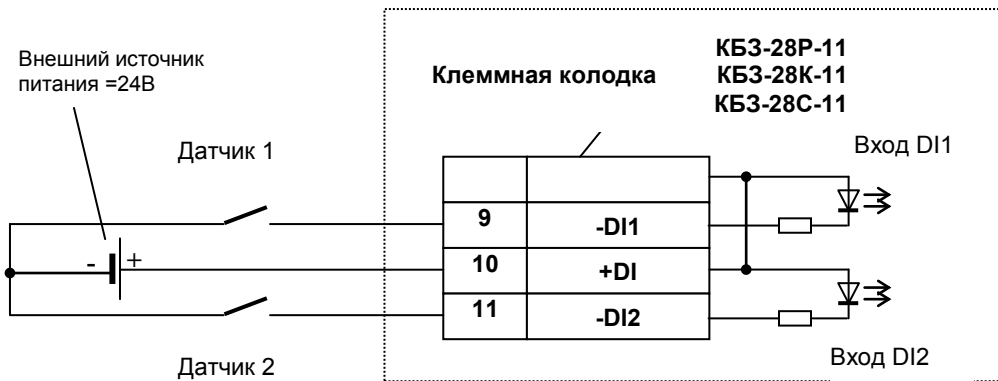 КБЗ-28Р-11
Внешний источник
питания =24В
Клеммная колодка
КБЗ-28К-11
КБЗ-28С-11
Датчик 1
Вход DI1
9
-DI1
- +
10
+DI
11
-DI2
Датчик 2
Вход DI2